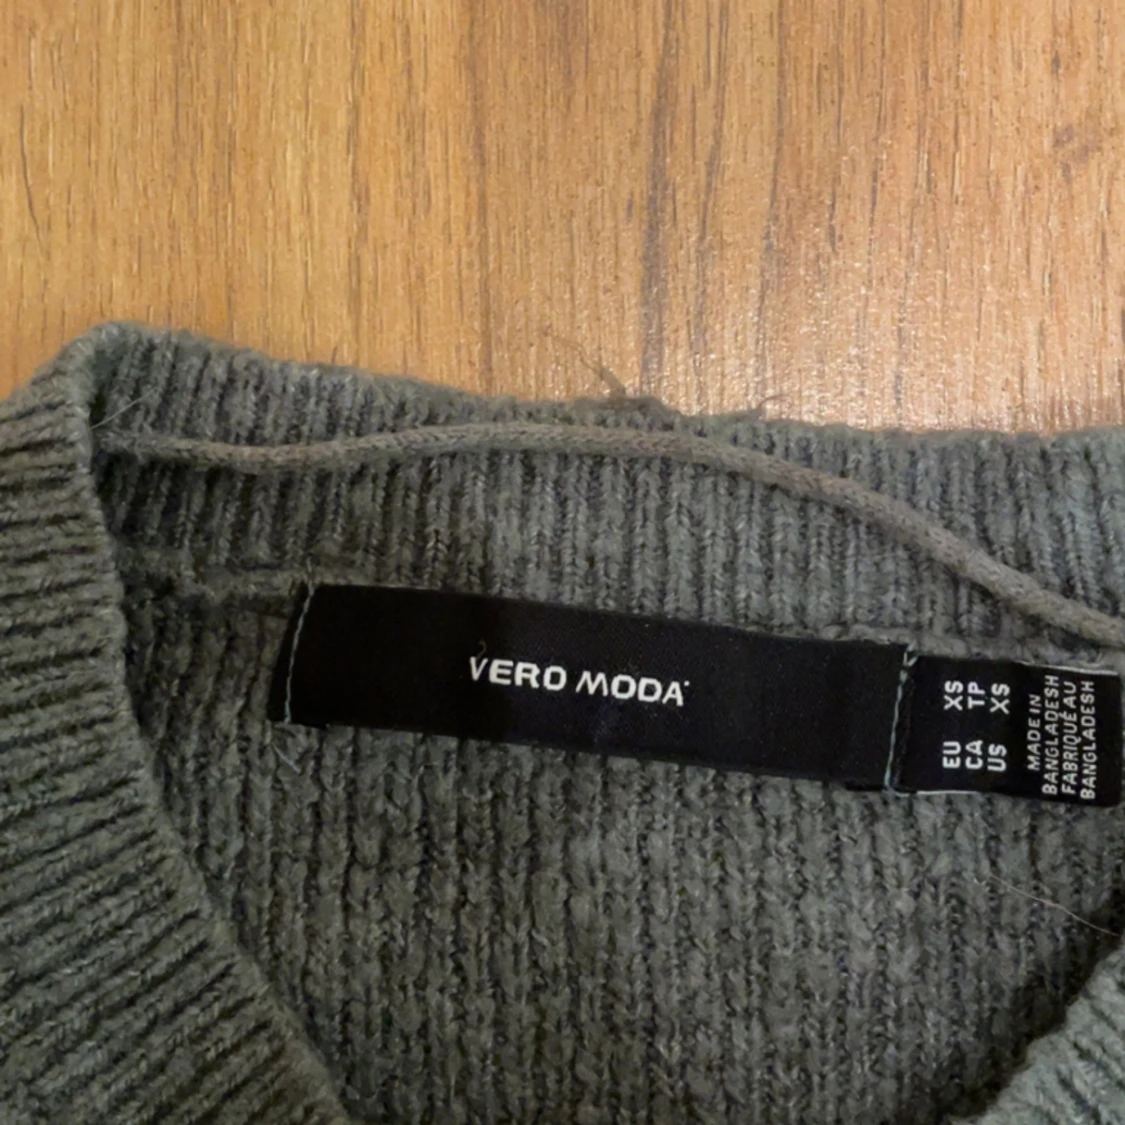 VERO MODA
EU XS
CA TP
US XS
MADE IN
BANGLADESH
FABRIQUÉ AU
BANGLADESH